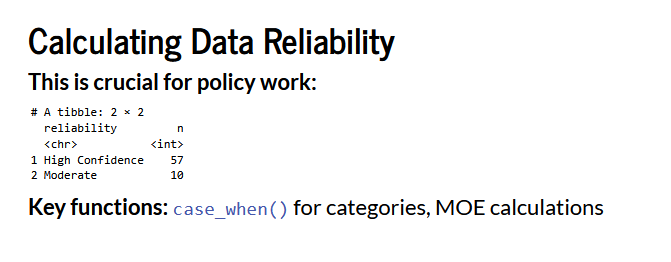 Calculating Data Reliability
This is crucial for policy work:
# A tibble: 2 × 2
reliability n
<chr> <int>
1 High Confidence 57
2 Moderate 10
Key functions: case_when() for categories, MOE calculations